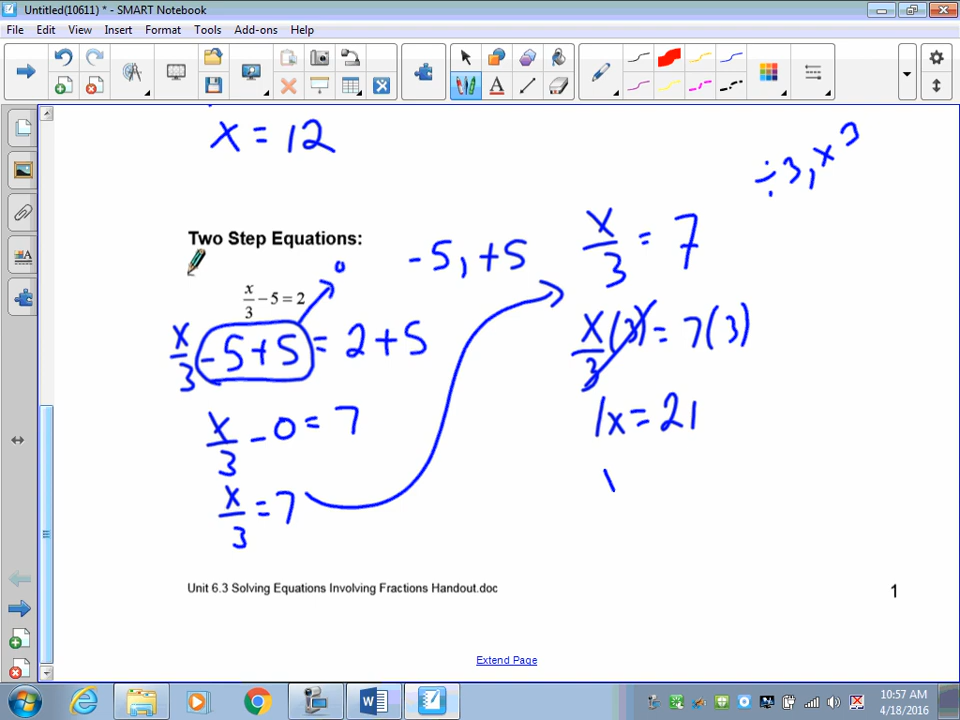 Untitled(10611) * - SMART Notebook
File Edit View Insert Format Tools Add-ons Help
x = 12
÷3, x3
Two Step Equations:
-5, +5
x/3 = 7
0
x/3 − 5 = 2
x/3 -5+5 = 2+5
x/3 (3) = 7(3)
x/3 - 0 = 7
1x = 21
x/3 = 7
Unit 6.3 Solving Equations Involving Fractions Handout.doc
1
Extend Page
10:57 AM
4/18/2016